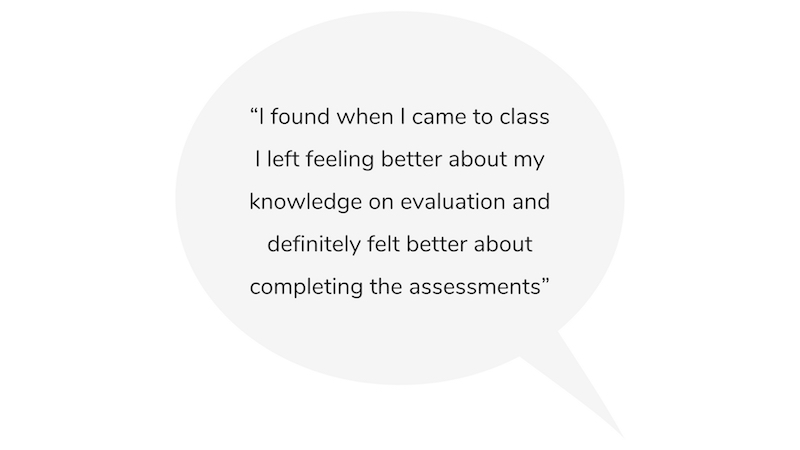 “I found when I came to class
I left feeling better about my
knowledge on evaluation and
definitely felt better about
completing the assessments”